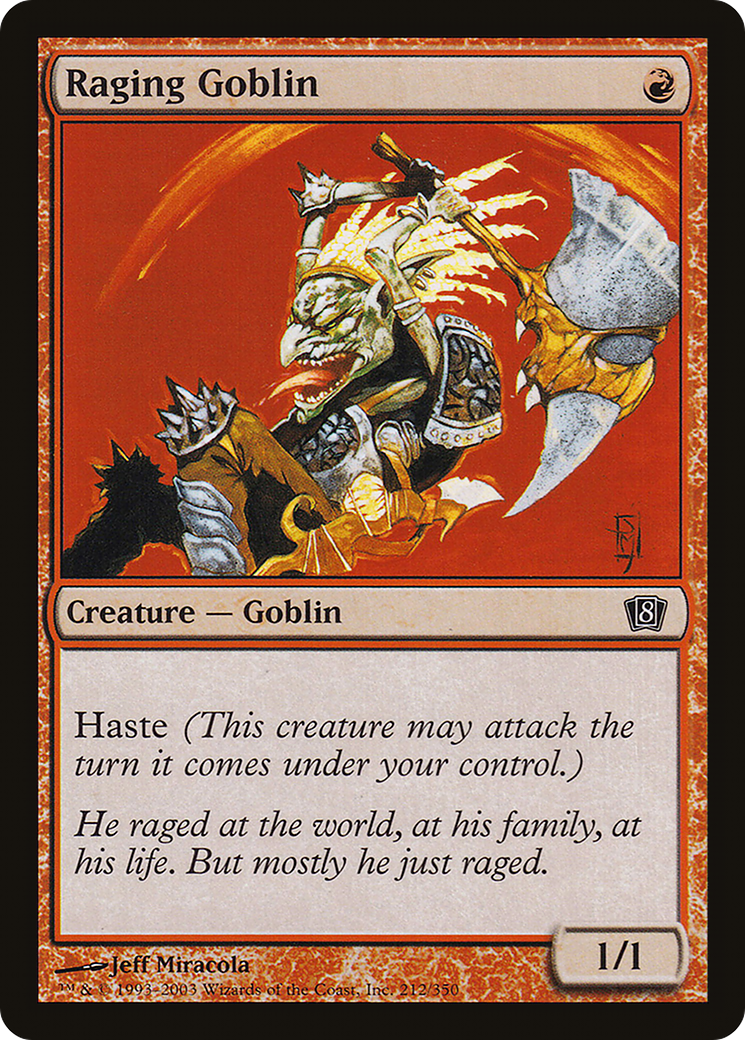 Raging Goblin
Creature — Goblin
8
Haste (This creature may attack the
turn it comes under your control.)
He raged at the world, at his family, at
his life. But mostly he just raged.
1/1
Jeff Miracola
™ & © 1993–2003 Wizards of the Coast, Inc. 212/350